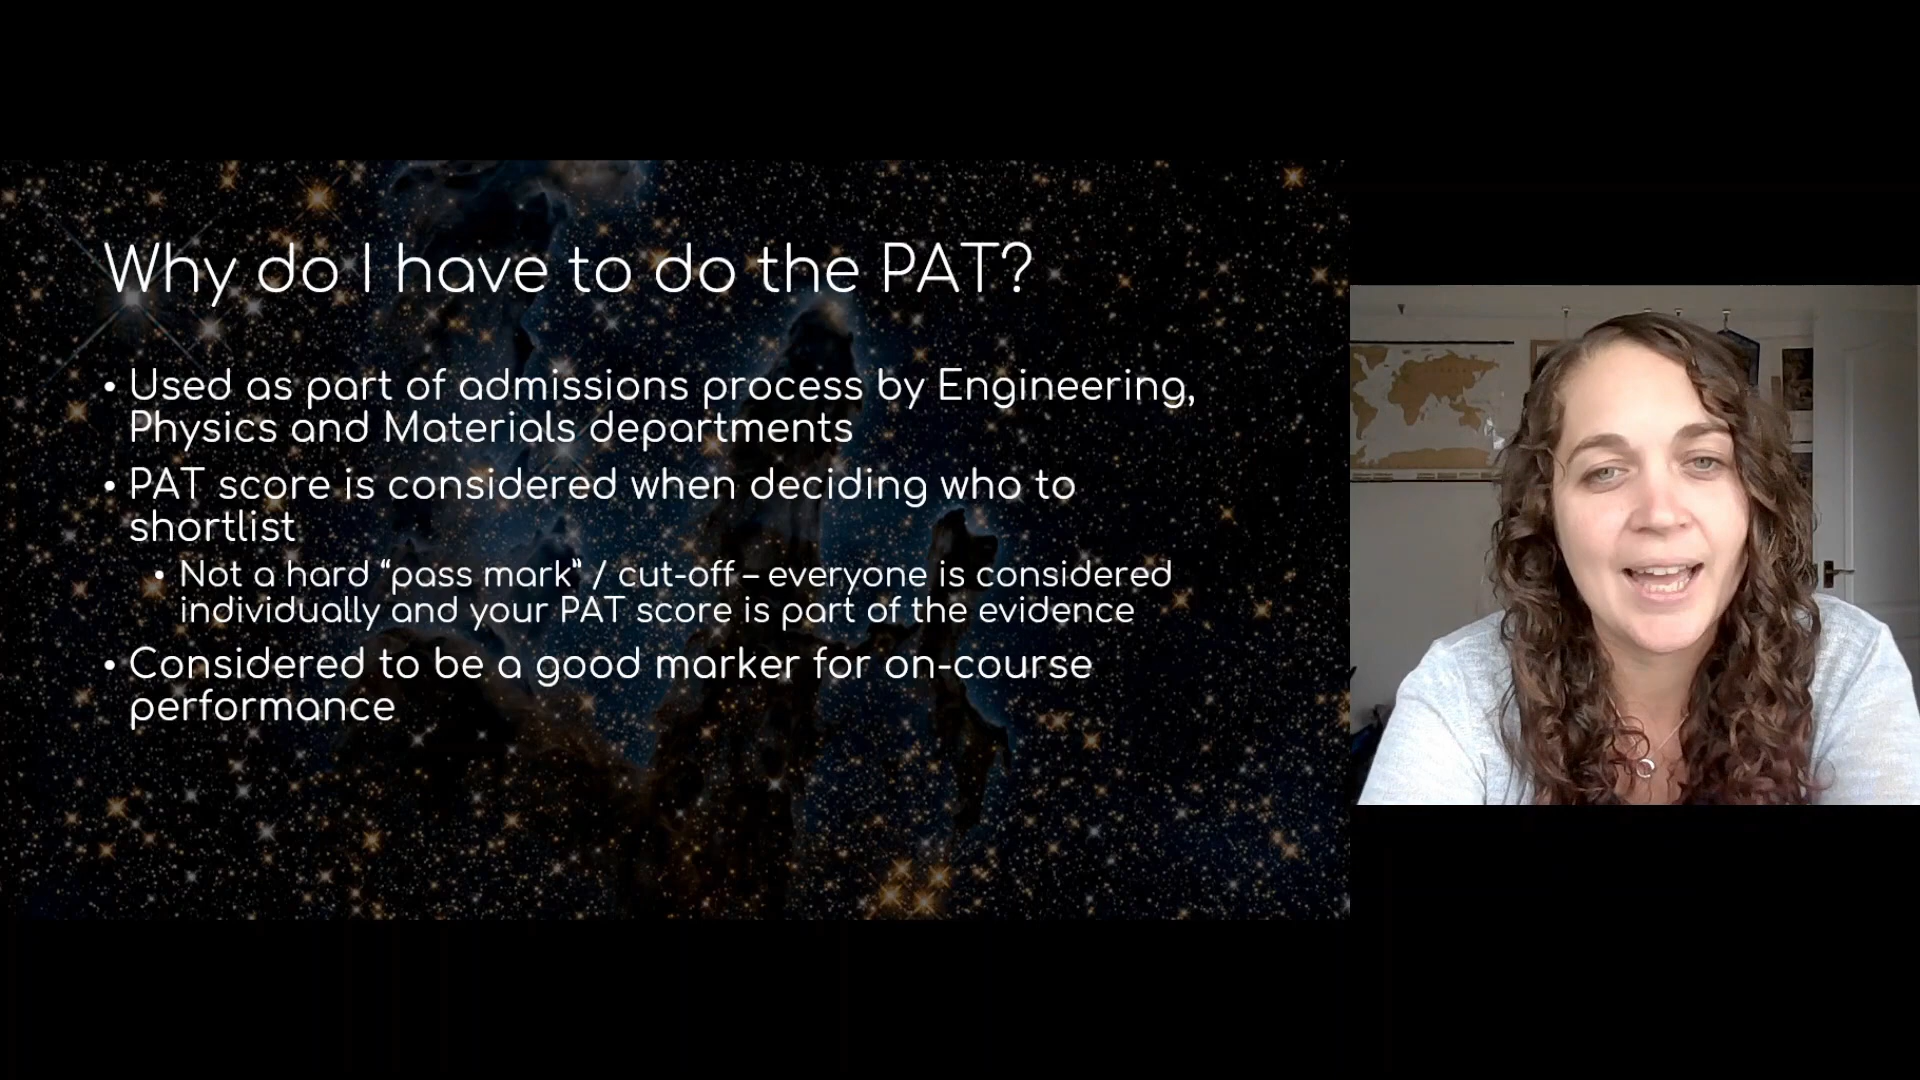 Why do I have to do the PAT?
• Used as part of admissions process by Engineering,
Physics and Materials departments
• PAT score is considered when deciding who to
shortlist
• Not a hard “pass mark” / cut-off – everyone is considered
individually and your PAT score is part of the evidence
• Considered to be a good marker for on-course
performance